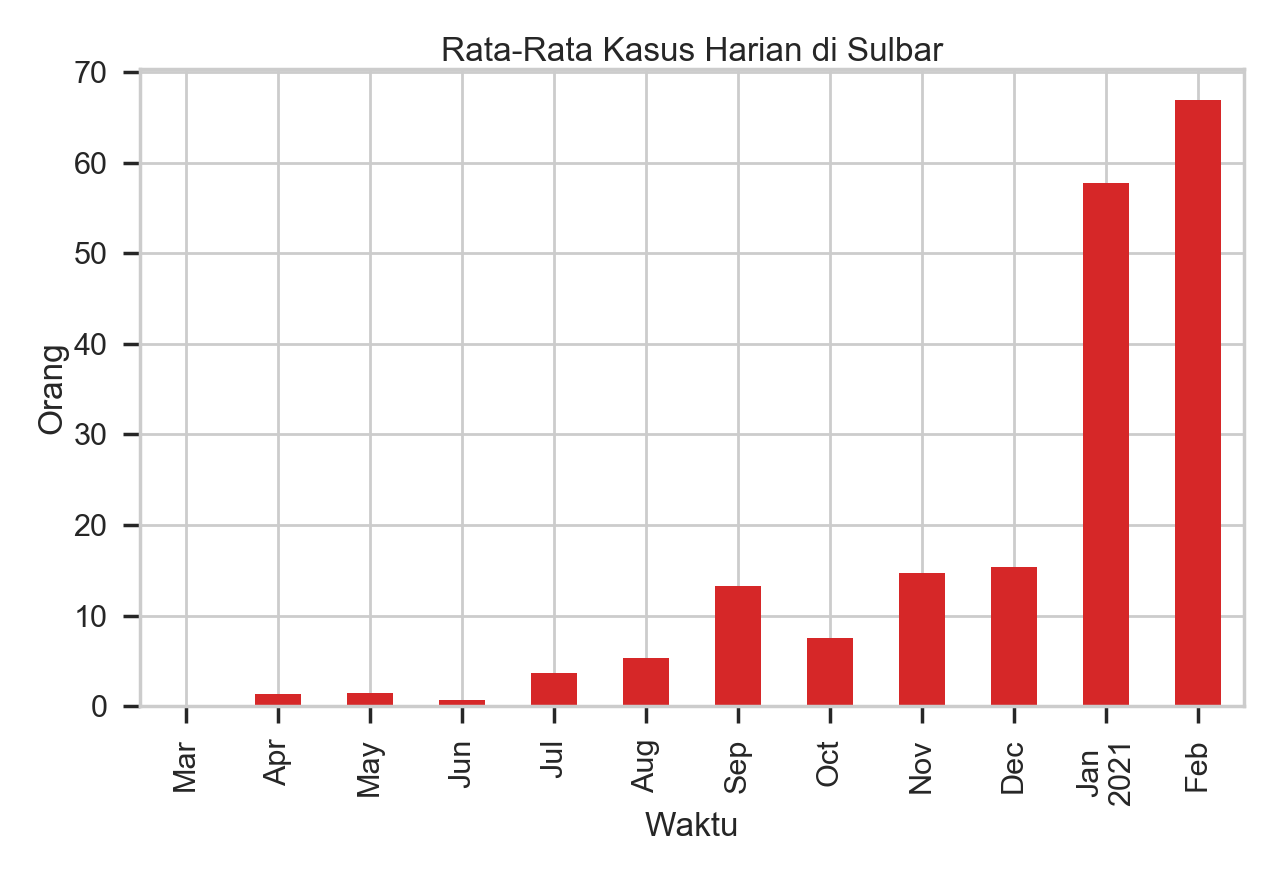 Rata-Rata Kasus Harian di Sulbar
70
60
50
40
30
20
10
0
Orang
Mar
Apr
May
Jun
Jul
Aug
Sep
Oct
Nov
Dec
Jan
2021
Feb
Waktu